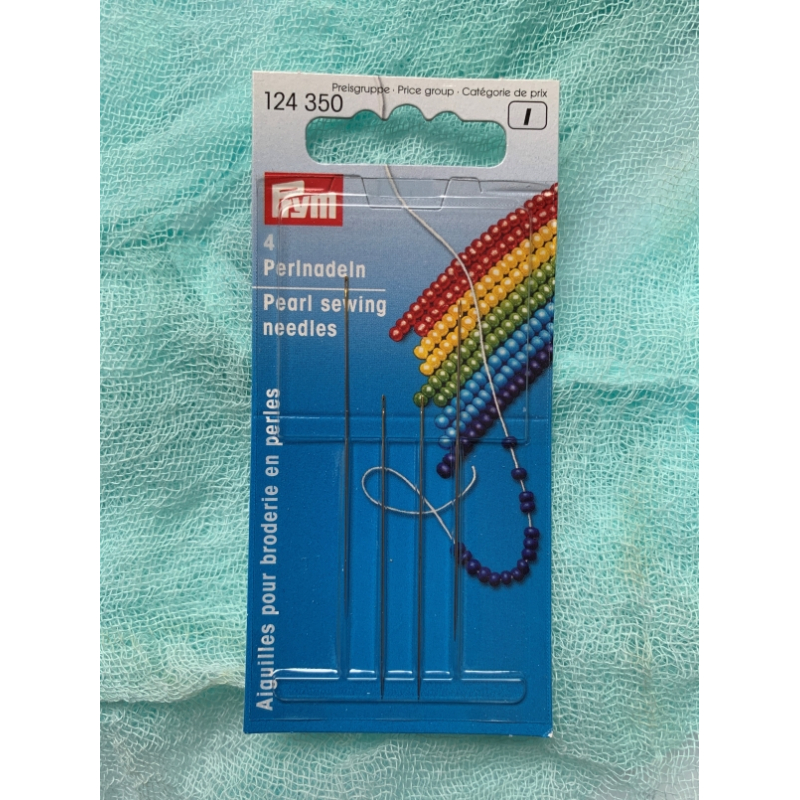 Preisgruppe · Price group · Catégorie de prix
124 350
I
Prym
4
Perlnadeln
Pearl sewing
needles
Aiguilles pour broderie en perles